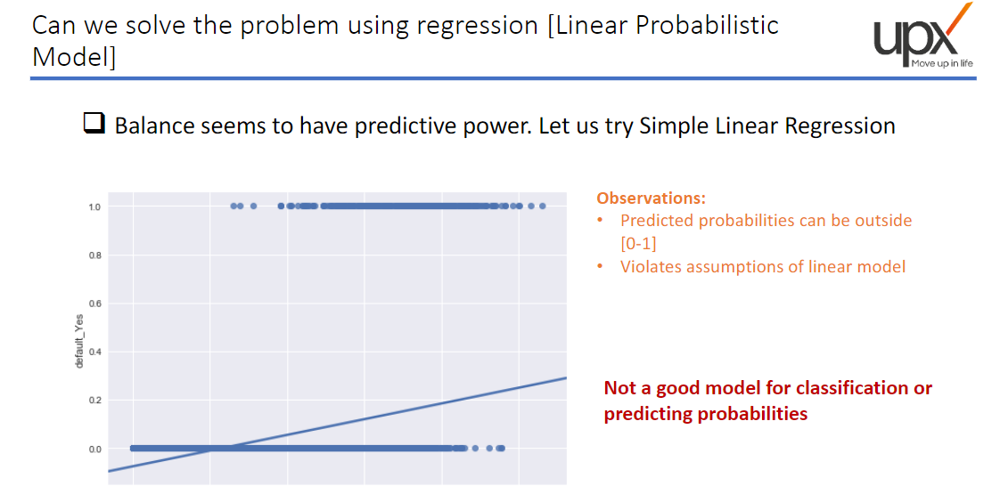 Can we solve the problem using regression [Linear Probabilistic
Model]
upx
Move up in life
Balance seems to have predictive power. Let us try Simple Linear Regression
Observations:
• Predicted probabilities can be outside
[0-1]
• Violates assumptions of linear model
Not a good model for classification or
predicting probabilities
default_Yes
1.0
0.8
0.6
0.4
0.2
0.0